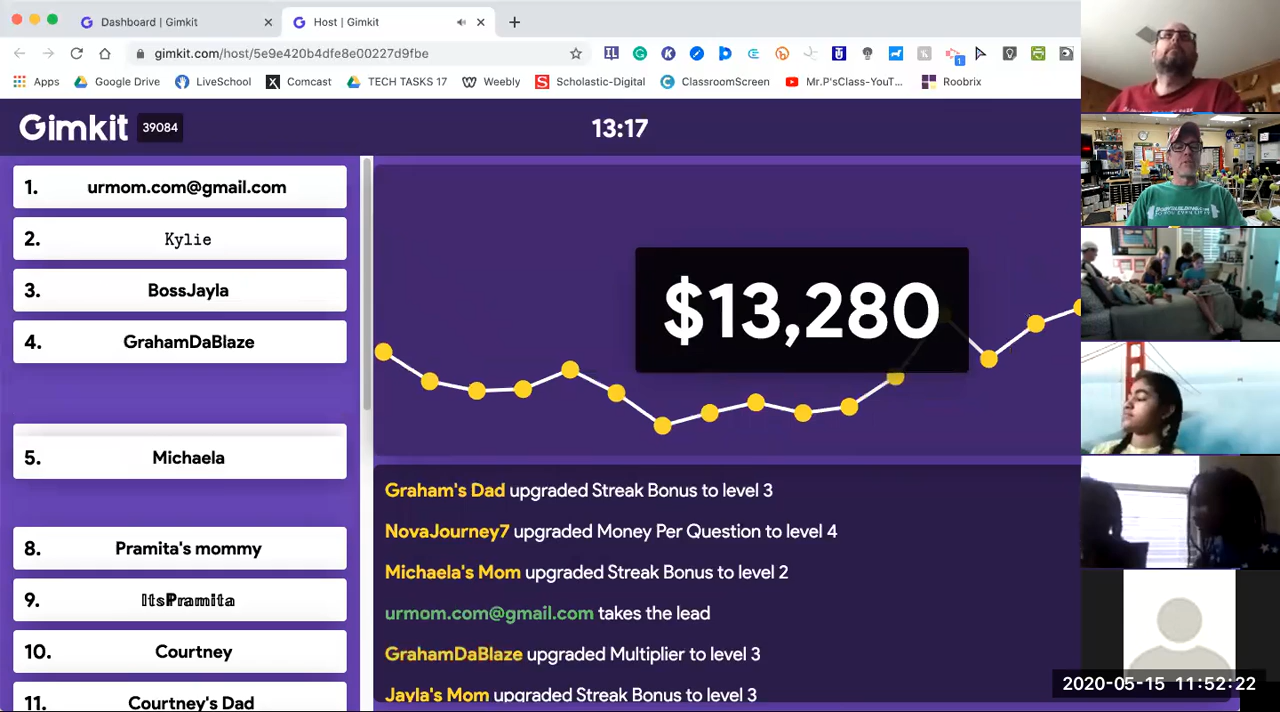 Dashboard | Gimkit
Host | Gimkit
gimkit.com/host/5e9e420b4dfe8e00227d9fbe
Apps
Google Drive
LiveSchool
Comcast
TECH TASKS 17
Weebly
Scholastic-Digital
ClassroomScreen
Mr.P'sClass-YouT...
Roobrix
Gimkit
39084
13:17
1. urmom.com@gmail.com
2. Kylie
3. BossJayla
4. GrahamDaBlaze
5. Michaela
8. Pramita's mommy
9. ItsPramita
10. Courtney
11. Courtney's Dad
$13,280
Graham's Dad upgraded Streak Bonus to level 3
NovaJourney7 upgraded Money Per Question to level 4
Michaela's Mom upgraded Streak Bonus to level 2
urmom.com@gmail.com takes the lead
GrahamDaBlaze upgraded Multiplier to level 3
Jayla's Mom upgraded Streak Bonus to level 3
2020-05-15 11:52:22